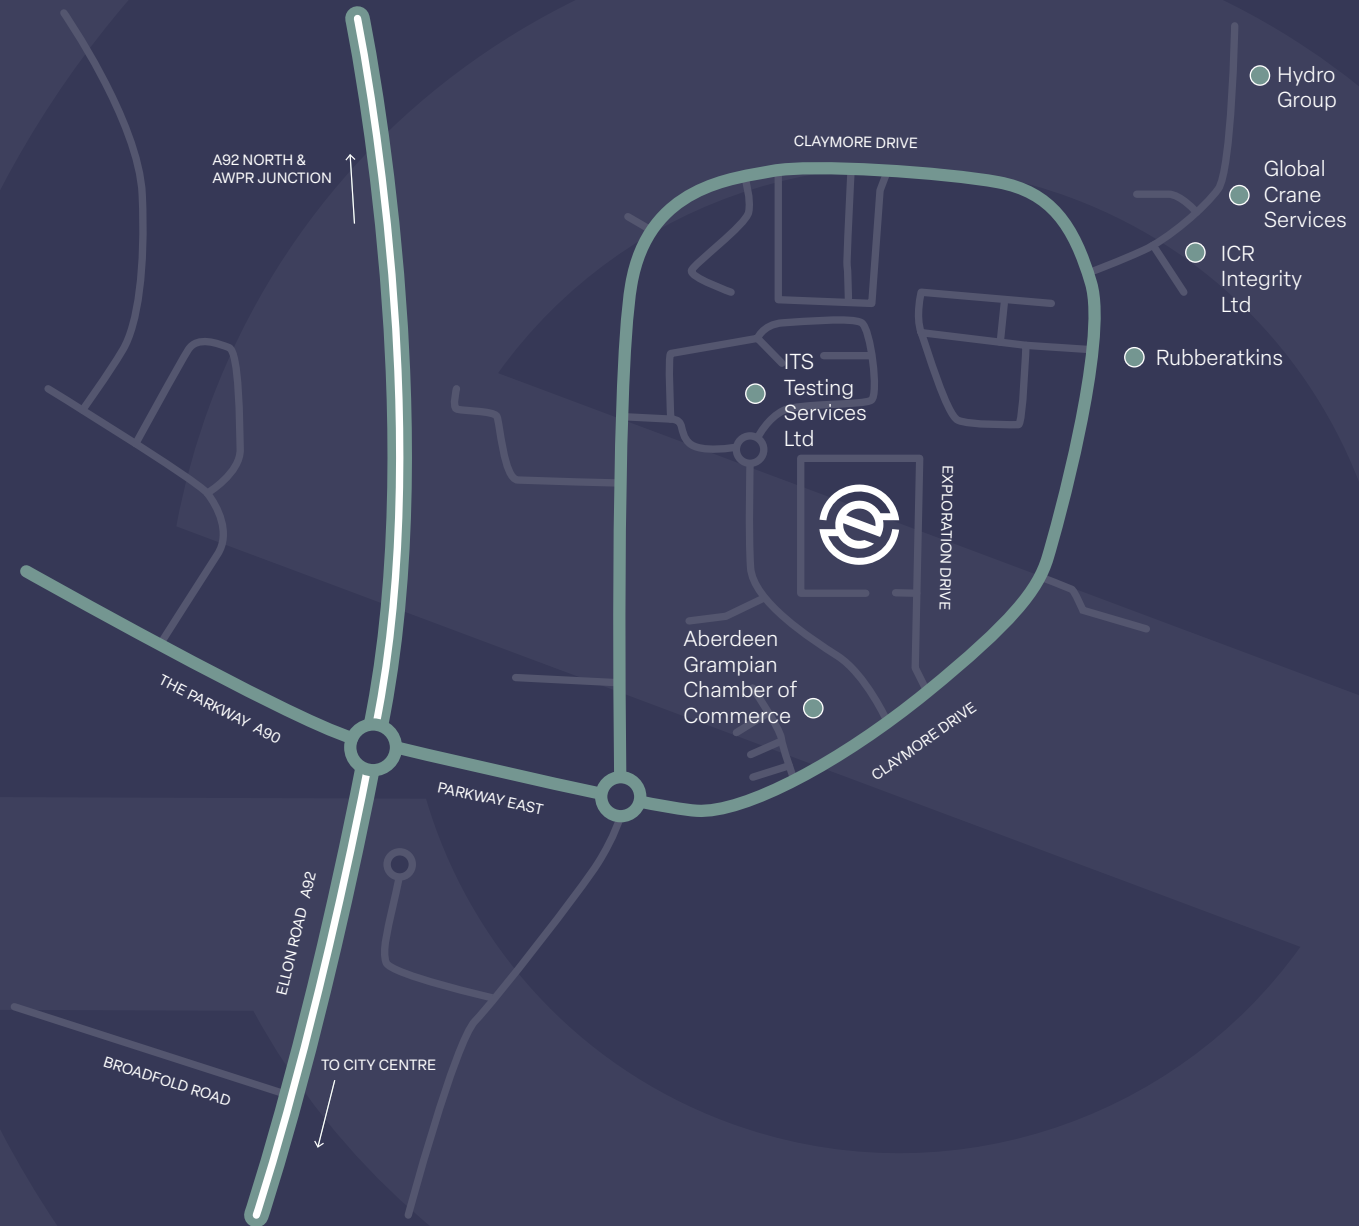 Hydro
Group
CLAYMORE DRIVE
A92 NORTH &
AWPR JUNCTION
Global
Crane
Services
ICR
Integrity
Ltd
Rubberatkins
ITS
Testing
Services
Ltd
EXPLORATION DRIVE
Aberdeen
Grampian
Chamber of
Commerce
THE PARKWAY A90
CLAYMORE DRIVE
PARKWAY EAST
ELLON ROAD A92
TO CITY CENTRE
BROADFOLD ROAD